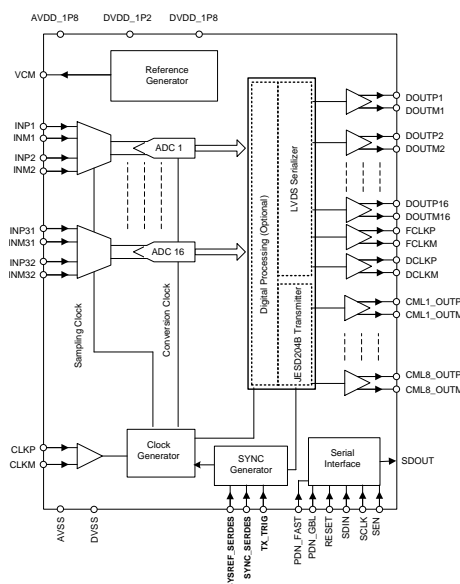 AVDD_1P8
DVDD_1P2
DVDD_1P8
VCM
Reference
Generator
INP1
INM1
INP2
INM2
ADC 1
INP31
INM31
INP32
INM32
ADC 16
Sampling Clock
Conversion Clock
Digital Processing (Optional)
LVDS Serializer
JESD204B Transmitter
DOUTP1
DOUTM1
DOUTP2
DOUTM2
DOUTP16
DOUTM16
FCLKP
FCLKM
DCLKP
DCLKM
CML1_OUTP
CML1_OUTM
CML8_OUTP
CML8_OUTM
CLKP
CLKM
Clock
Generator
SYNC
Generator
Serial
Interface
SDOUT
AVSS
DVSS
YSREF_SERDES
SYNC_SERDES
TX_TRIG
PDN_FAST
PDN_GBL
RESET
SDIN
SCLK
SEN